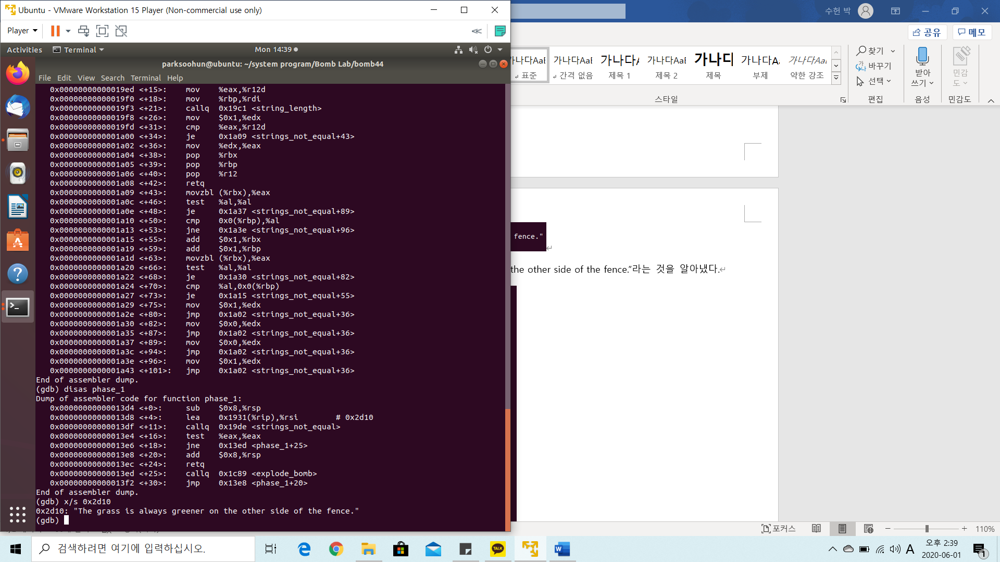 Ubuntu - VMware Workstation 15 Player (Non-commercial use only)
수헌 박
Player
공유
메모
Activities
Terminal
Mon 14:39
parksoohun@ubuntu: ~/system program/Bomb Lab/bomb44
File Edit View Search Terminal Help
가나다AaB
표준
가나다AaB
간격 없음
가나다
제목 1
가나다AaB
제목 2
가나다
제목
가나다A
부제
가나다Aa
약한 강조
스타일
찾기
바꾸기
선택
편집
받아
쓰기
음성
민감
도
민감도
0x00000000000019ed <+15>: mov %eax,%r12d
0x00000000000019f0 <+18>: mov %rbp,%rdi
0x00000000000019f3 <+21>: callq 0x19c1 <string_length>
0x00000000000019f8 <+26>: mov $0x1,%edx
0x00000000000019fd <+31>: cmp %eax,%r12d
0x0000000000001a00 <+34>: je 0x1a09 <strings_not_equal+43>
0x0000000000001a02 <+36>: mov %edx,%eax
0x0000000000001a04 <+38>: pop %rbx
0x0000000000001a05 <+39>: pop %rbp
0x0000000000001a06 <+40>: pop %r12
0x0000000000001a08 <+42>: retq
0x0000000000001a09 <+43>: movzbl (%rbx),%eax
0x0000000000001a0c <+46>: test %al,%al
0x0000000000001a0e <+48>: je 0x1a37 <strings_not_equal+89>
0x0000000000001a10 <+50>: cmp 0x0(%rbp),%al
0x0000000000001a13 <+53>: jne 0x1a3e <strings_not_equal+96>
0x0000000000001a15 <+55>: add $0x1,%rbx
0x0000000000001a19 <+59>: add $0x1,%rbp
0x0000000000001a1d <+63>: movzbl (%rbx),%eax
0x0000000000001a20 <+66>: test %al,%al
0x0000000000001a22 <+68>: je 0x1a30 <strings_not_equal+82>
0x0000000000001a24 <+70>: cmp %al,0x0(%rbp)
0x0000000000001a27 <+73>: je 0x1a15 <strings_not_equal+55>
0x0000000000001a29 <+75>: mov $0x1,%edx
0x0000000000001a2e <+80>: jmp 0x1a02 <strings_not_equal+36>
0x0000000000001a30 <+82>: mov $0x0,%edx
0x0000000000001a35 <+87>: jmp 0x1a02 <strings_not_equal+36>
0x0000000000001a37 <+89>: mov $0x0,%edx
0x0000000000001a3c <+94>: jmp 0x1a02 <strings_not_equal+36>
0x0000000000001a3e <+96>: mov $0x1,%edx
0x0000000000001a43 <+101>: jmp 0x1a02 <strings_not_equal+36>
End of assembler dump.
(gdb) disas phase_1
Dump of assembler code for function phase_1:
0x00000000000013d4 <+0>: sub $0x8,%rsp
0x00000000000013d8 <+4>: lea 0x1931(%rip),%rsi # 0x2d10
0x00000000000013df <+11>: callq 0x19de <strings_not_equal>
0x00000000000013e4 <+16>: test %eax,%eax
0x00000000000013e6 <+18>: jne 0x13ed <phase_1+25>
0x00000000000013e8 <+20>: add $0x8,%rsp
0x00000000000013ec <+24>: retq
0x00000000000013ed <+25>: callq 0x1c89 <explode_bomb>
0x00000000000013f2 <+30>: jmp 0x13e8 <phase_1+20>
End of assembler dump.
(gdb) x/s 0x2d10
0x2d10: "The grass is always greener on the other side of the fence."
(gdb)
fence."
the other side of the fence."라는 것을 알아냈다.
포커스
110%
검색하려면 여기에 입력하십시오.
TALK
A
오후 2:39
2020-06-01
1